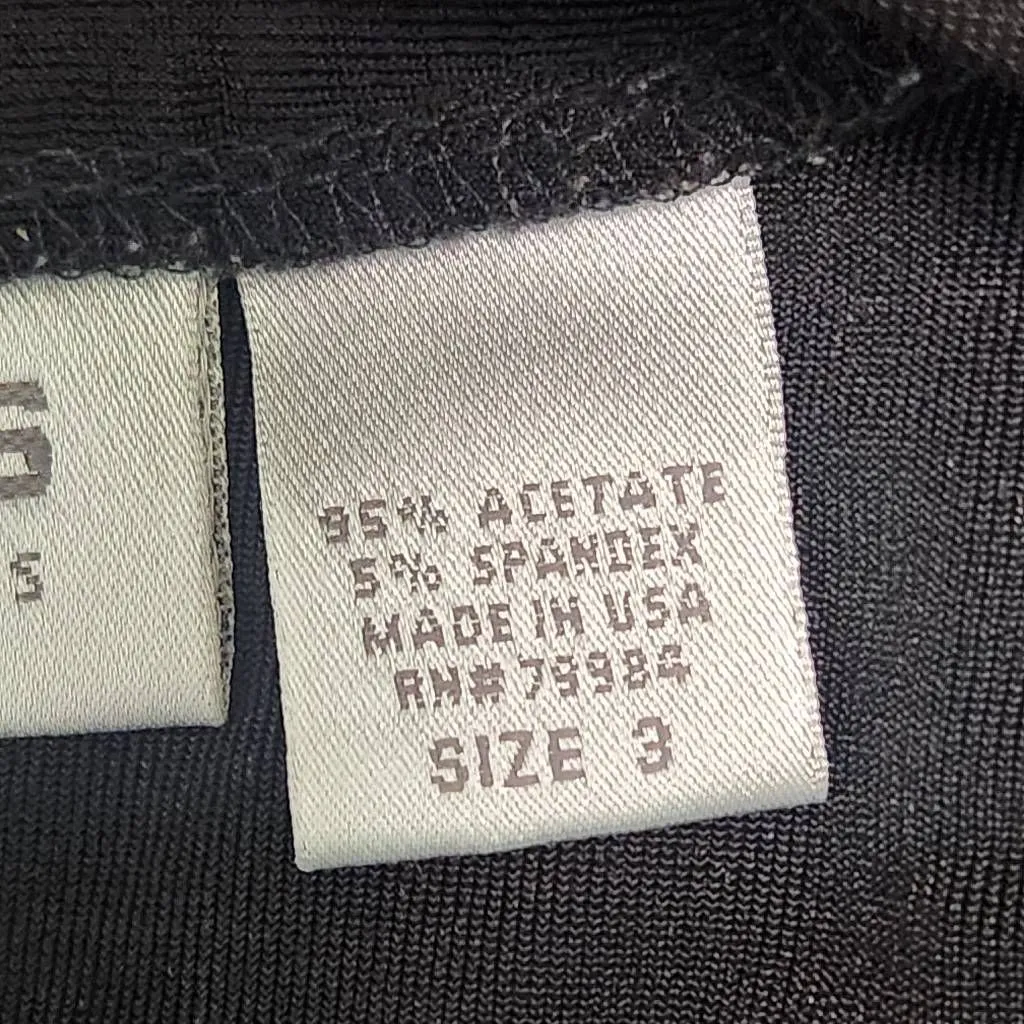 95% ACETATE
5% SPANDEX
MADE IN USA
RN#79984
SIZE 3